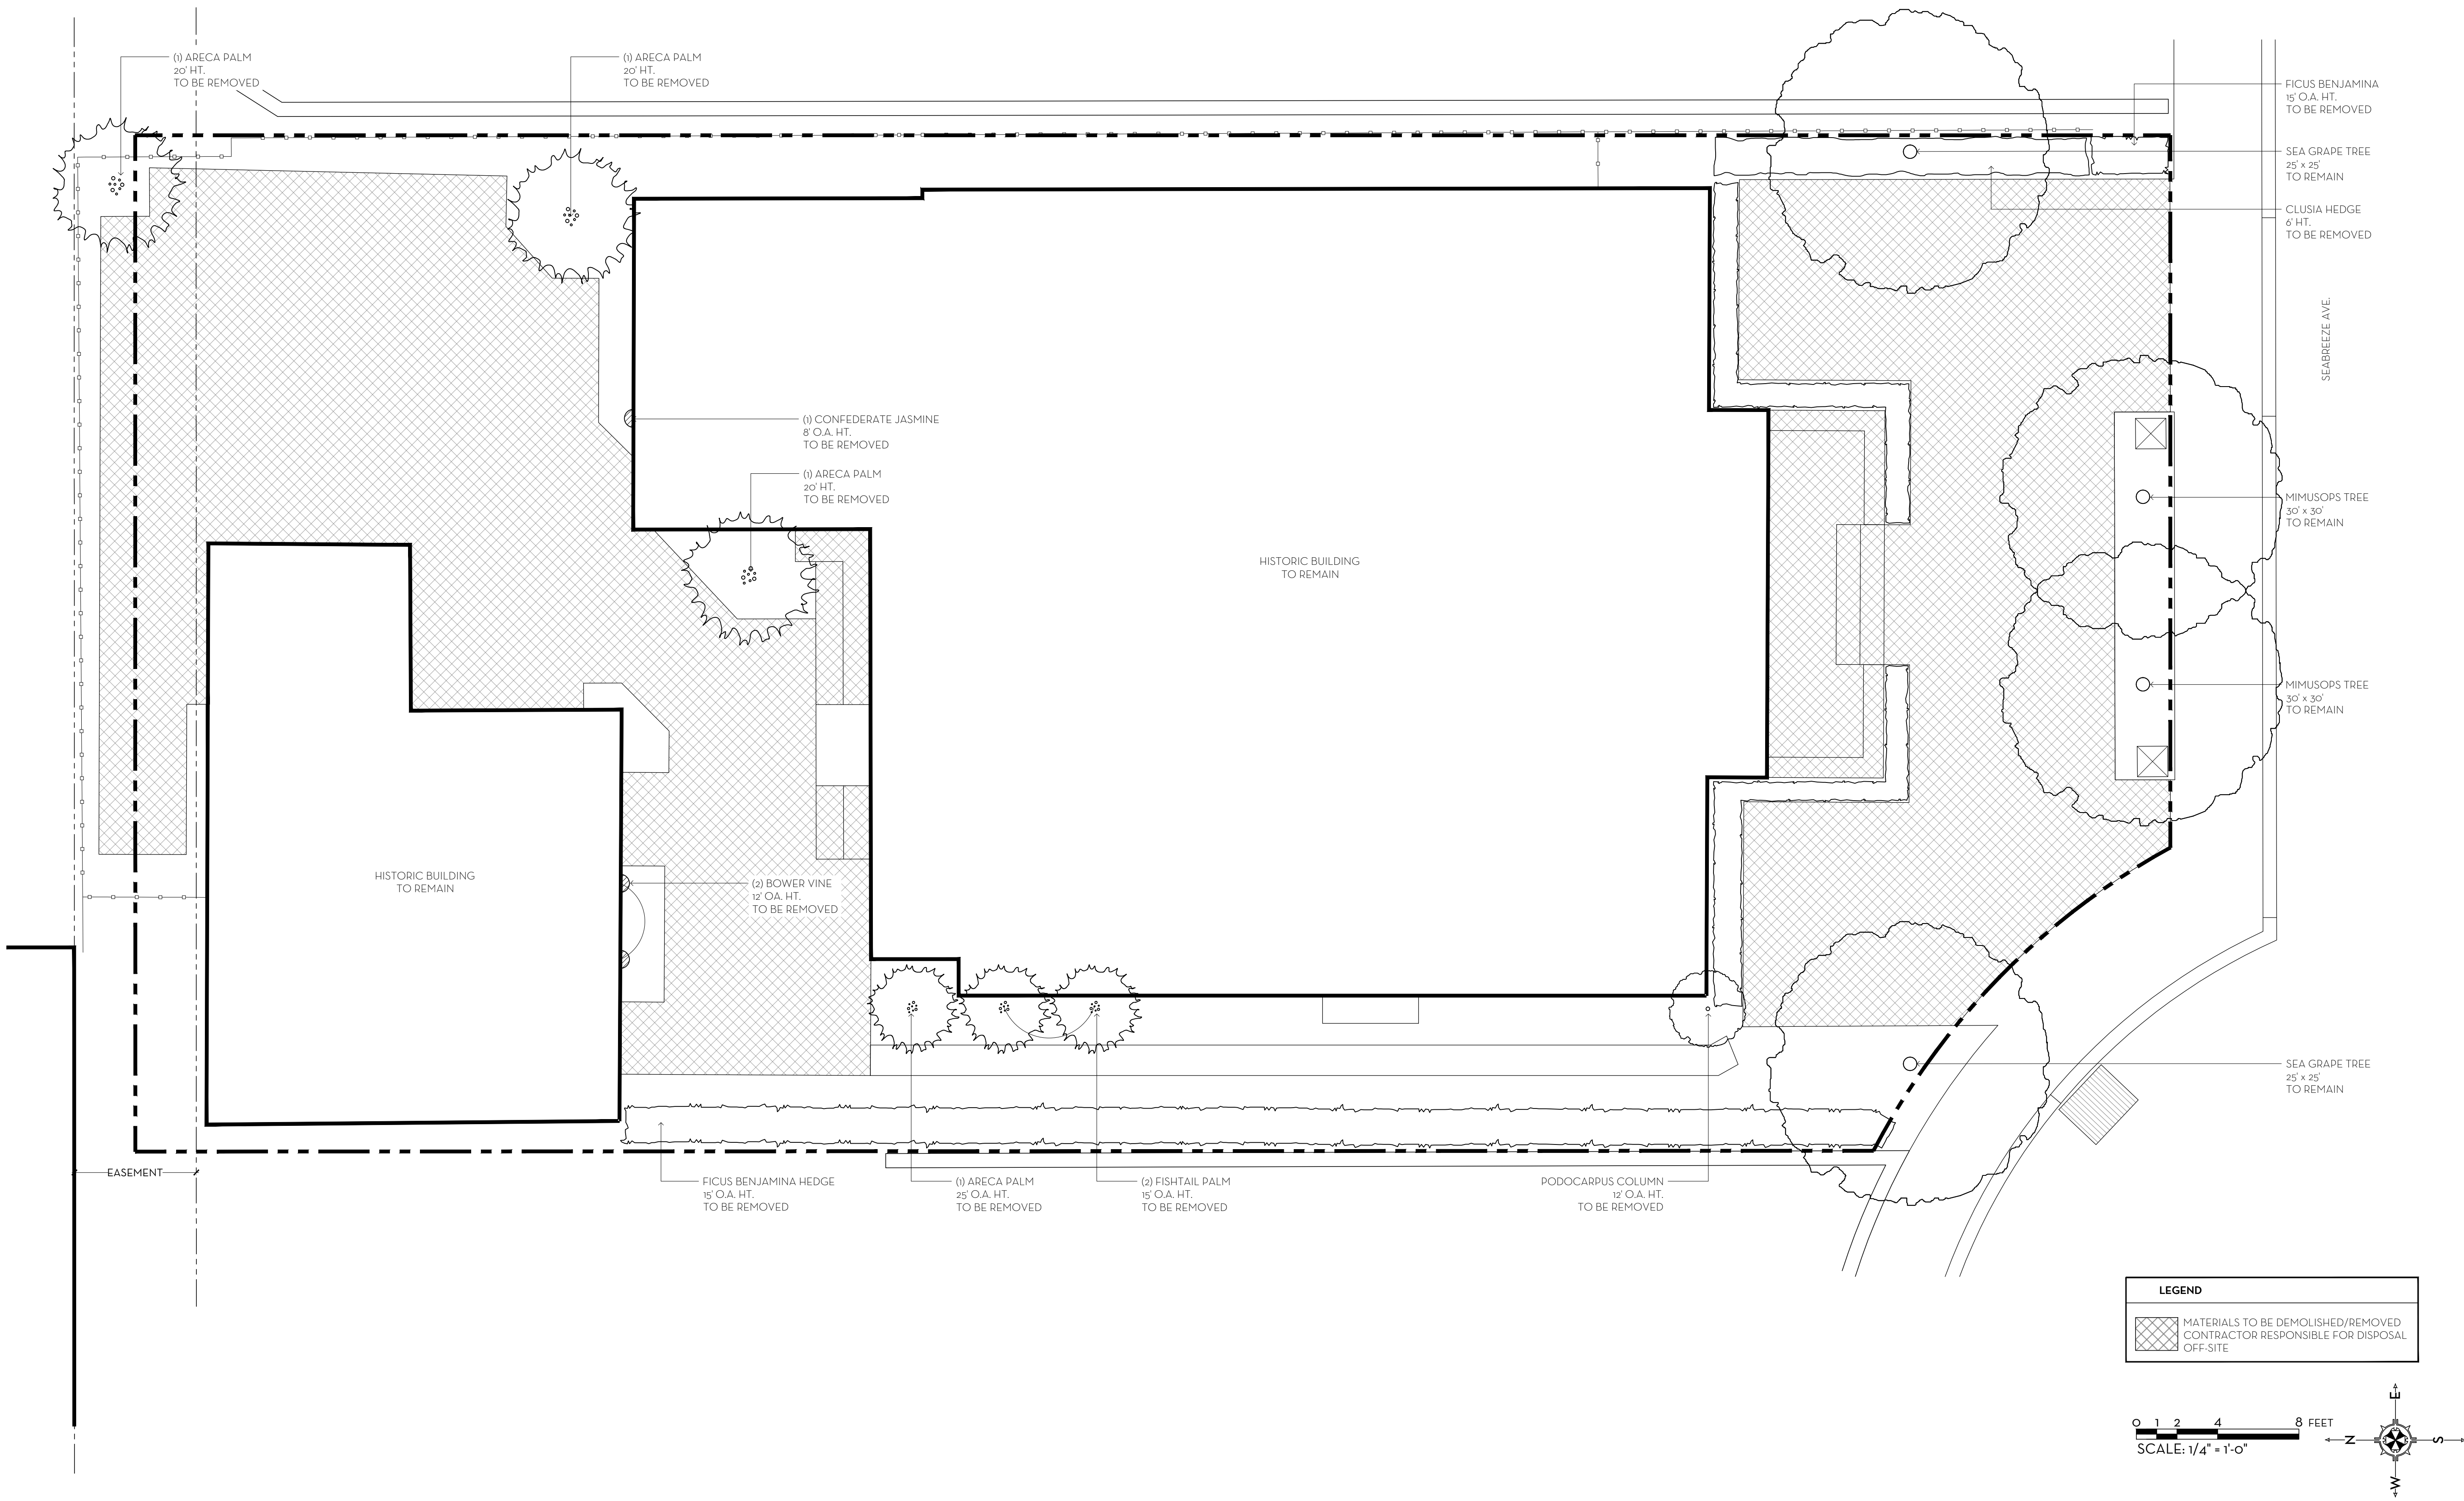 (1) ARECA PALM
20' HT.
TO BE REMOVED
(1) ARECA PALM
20' HT.
TO BE REMOVED
FICUS BENJAMINA
15' O.A. HT.
TO BE REMOVED
SEA GRAPE TREE
25' x 25'
TO REMAIN
CLUSIA HEDGE
6' HT.
TO BE REMOVED
SEABREEZE AVE.
(1) CONFEDERATE JASMINE
8' O.A. HT.
TO BE REMOVED
(1) ARECA PALM
20' HT.
TO BE REMOVED
MIMUSOPS TREE
30' x 30'
TO REMAIN
HISTORIC BUILDING
TO REMAIN
MIMUSOPS TREE
30' x 30'
TO REMAIN
HISTORIC BUILDING
TO REMAIN
(2) BOWER VINE
12' OA. HT.
TO BE REMOVED
SEA GRAPE TREE
25' x 25'
TO REMAIN
EASEMENT
FICUS BENJAMINA HEDGE
15' O.A. HT.
TO BE REMOVED
(1) ARECA PALM
25' O.A. HT.
TO BE REMOVED
(2) FISHTAIL PALM
15' O.A. HT.
TO BE REMOVED
PODOCARPUS COLUMN
12' O.A. HT.
TO BE REMOVED
LEGEND
MATERIALS TO BE DEMOLISHED/REMOVED
CONTRACTOR RESPONSIBLE FOR DISPOSAL
OFF-SITE
0 1 2 4 8 FEET
SCALE: 1/4" = 1'-0"
E
N
S
W